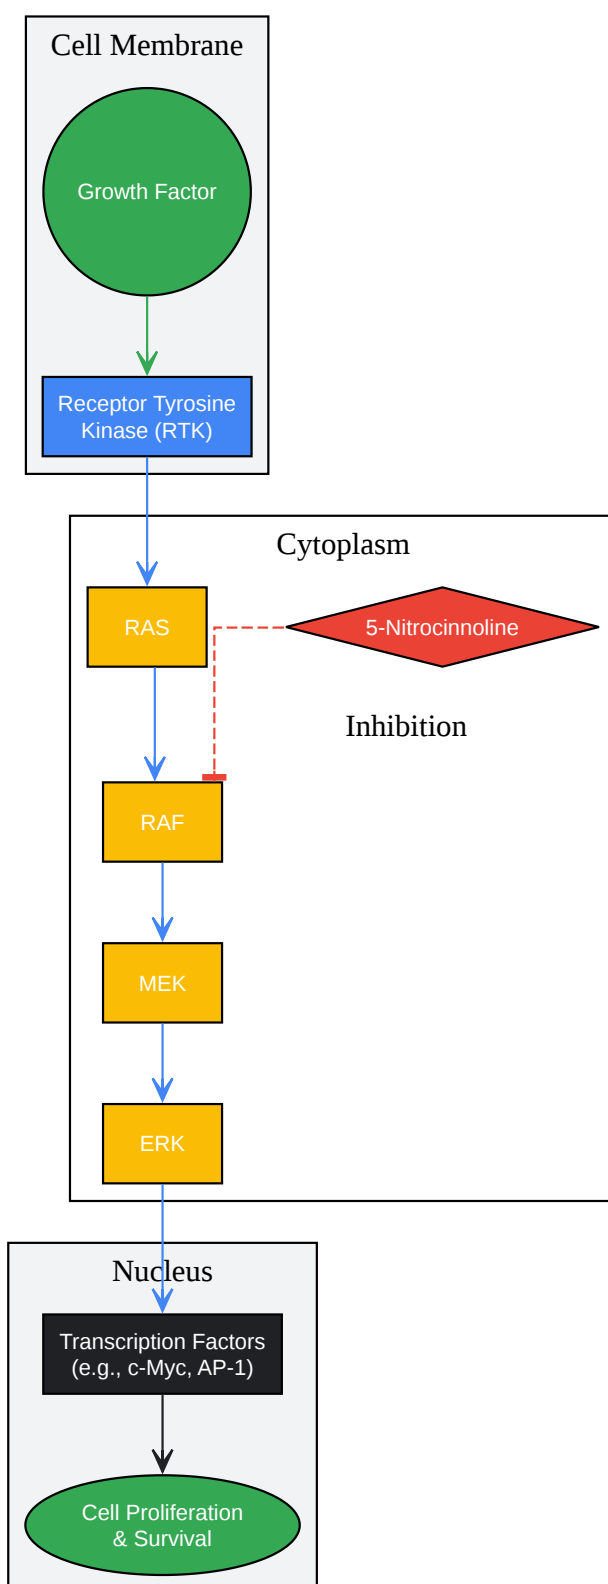 Cell Membrane
Growth Factor
Receptor Tyrosine
Kinase (RTK)
Cytoplasm
RAS
5-Nitrocinnoline
Inhibition
RAF
MEK
ERK
Nucleus
Transcription Factors
(e.g., c-Myc, AP-1)
Cell Proliferation
& Survival